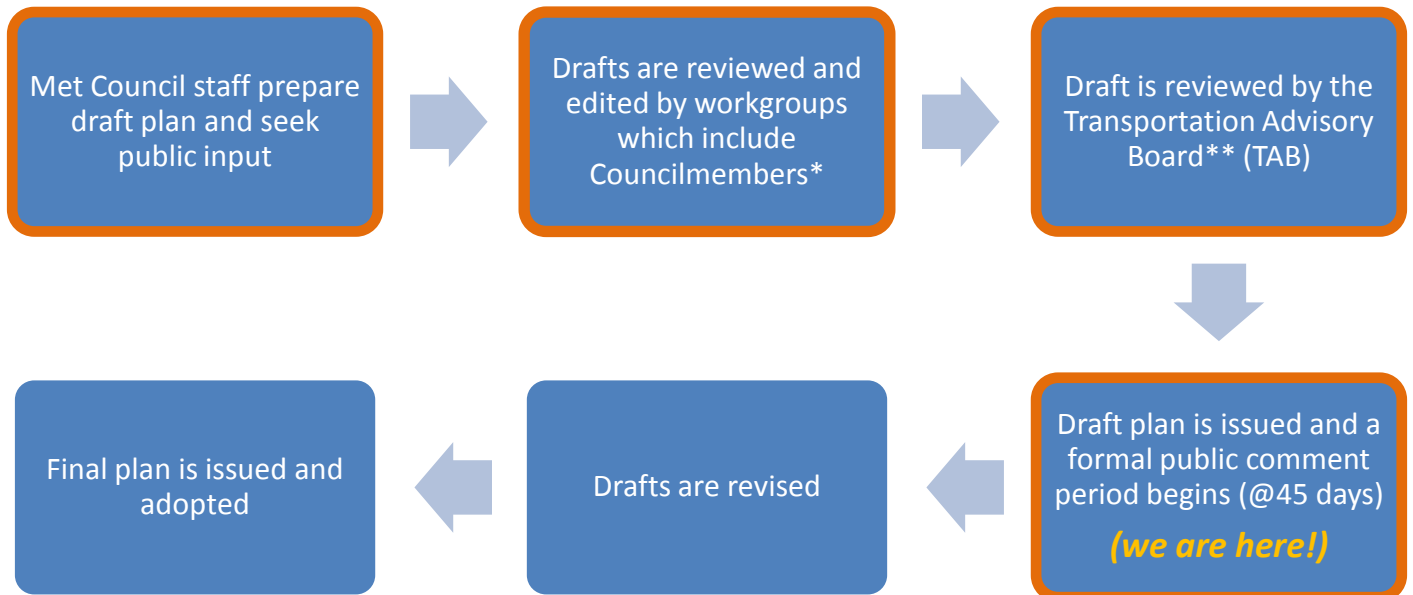 Met Council staff prepare
draft plan and seek
public input
Drafts are reviewed and
edited by workgroups
which include
Councilmembers*
Draft is reviewed by the
Transportation Advisory
Board** (TAB)
Draft plan is issued and a
formal public comment
period begins (@45 days)
(we are here!)
Drafts are revised
Final plan is issued and
adopted